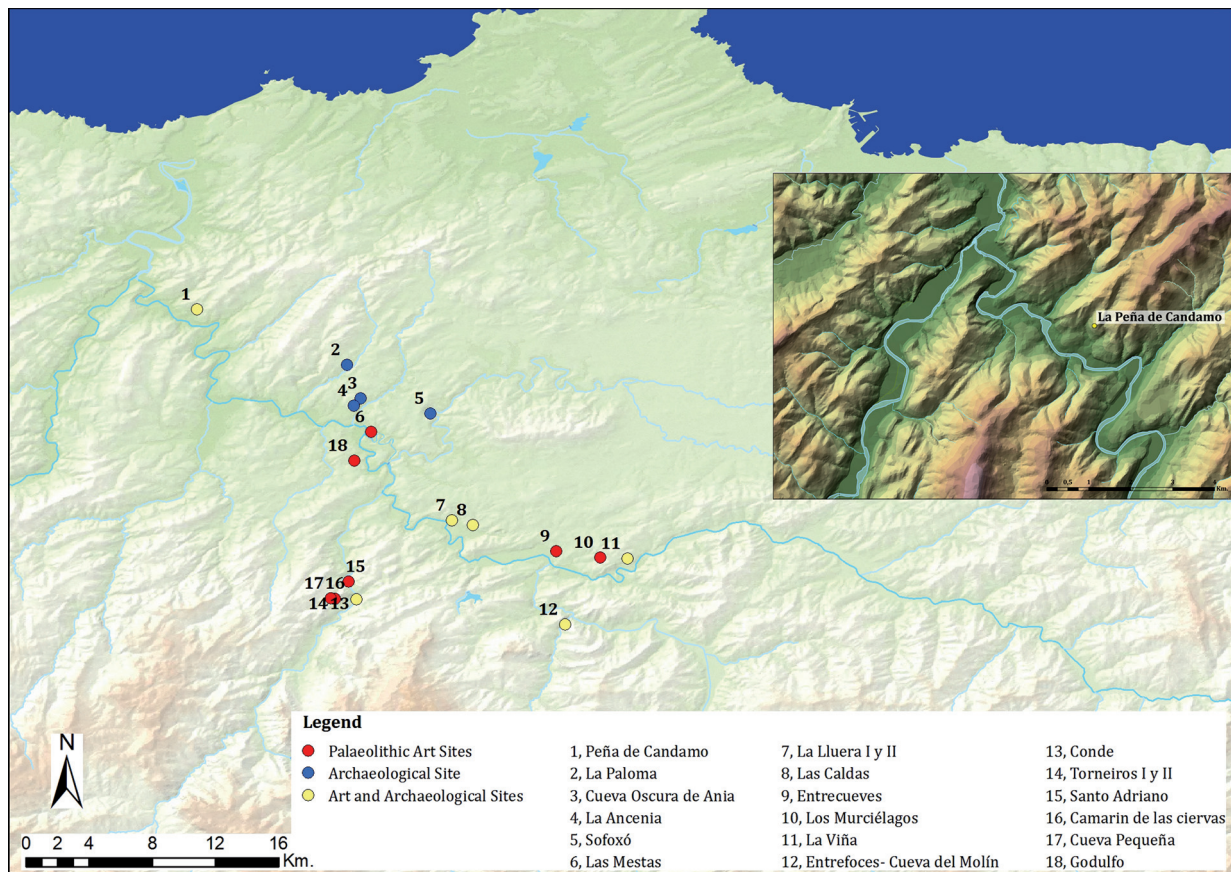 1
2
3
4
5
6
18
7
8
9
10
11
15
17 16
14 13
12
La Peña de Candamo
0 0,5 1 2 3 4
Km.
Legend
Palaeolithic Art Sites
Archaeological Site
Art and Archaeological Sites
1, Peña de Candamo
2, La Paloma
3, Cueva Oscura de Ania
4, La Ancenia
5, Sofoxó
6, Las Mestas
7, La Lluera I y II
8, Las Caldas
9, Entrecueves
10, Los Murciélagos
11, La Viña
12, Entrefoces- Cueva del Molín
13, Conde
14, Torneiros I y II
15, Santo Adriano
16, Camarin de las ciervas
17, Cueva Pequeña
18, Godulfo
N
0 2 4 8 12 16
Km.